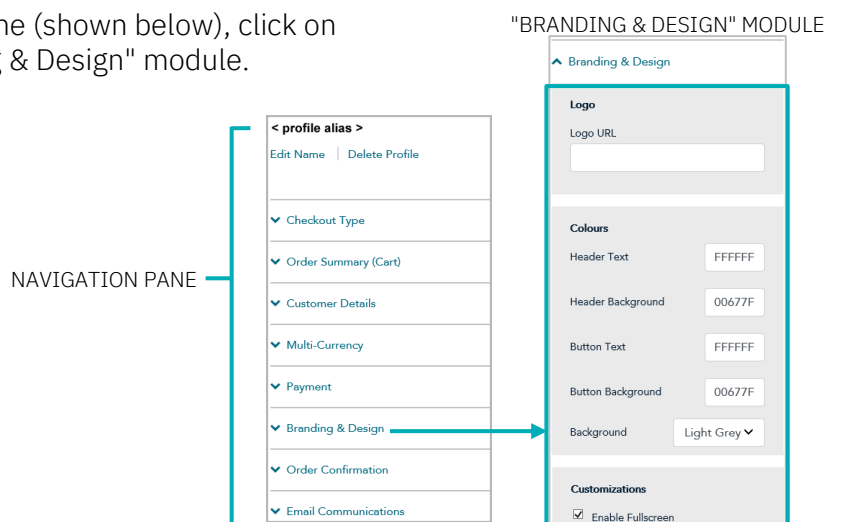 ne (shown below), click on
g & Design" module.
"BRANDING & DESIGN" MODULE
NAVIGATION PANE
< profile alias >
Edit Name | Delete Profile
Checkout Type
Order Summary (Cart)
Customer Details
Multi-Currency
Payment
Branding & Design
Order Confirmation
Email Communications
Branding & Design
Logo
Logo URL
Colours
Header Text FFFFFF
Header Background 00677F
Button Text FFFFFF
Button Background 00677F
Background Light Grey
Customizations
Enable Fullscreen